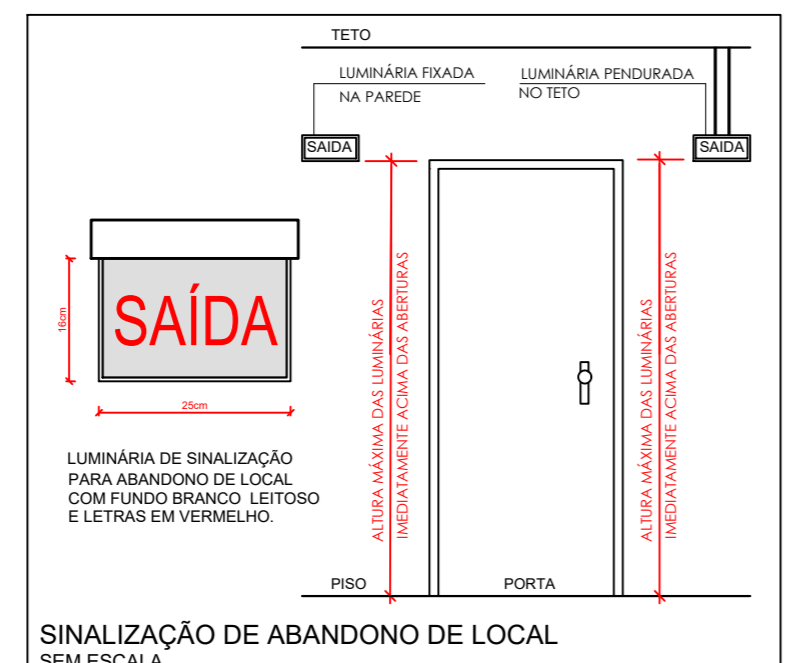 TETO
LUMINÁRIA FIXADA
NA PAREDE
LUMINÁRIA PENDURADA
NO TETO
SAIDA
SAIDA
SAÍDA
16cm
25cm
LUMINÁRIA DE SINALIZAÇÃO
PARA ABANDONO DE LOCAL
COM FUNDO BRANCO LEITOSO
E LETRAS EM VERMELHO.
ALTURA MÁXIMA DAS LUMINÁRIAS
IMEDIATAMENTE ACIMA DAS ABERTURAS
ALTURA MÁXIMA DAS LUMINÁRIAS
IMEDIATAMENTE ACIMA DAS ABERTURAS
PISO
PORTA
SINALIZAÇÃO DE ABANDONO DE LOCAL
SEM ESCALA